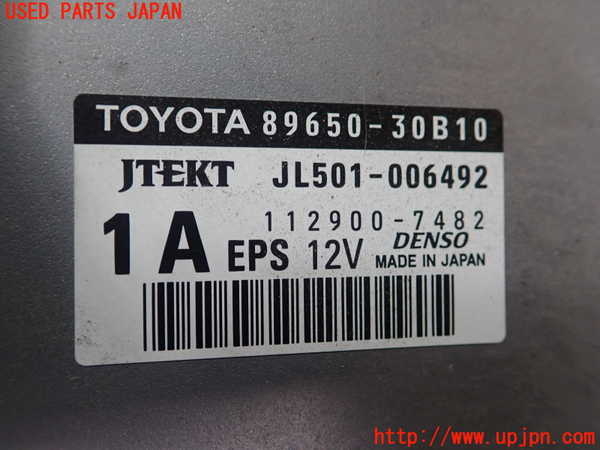 USED PARTS JAPAN
TOYOTA 89650-30B10
JTEKT JL501-006492
112900-7482
1A EPS 12V DENSO
MADE IN JAPAN
UPJ
http://www.upjpn.com/